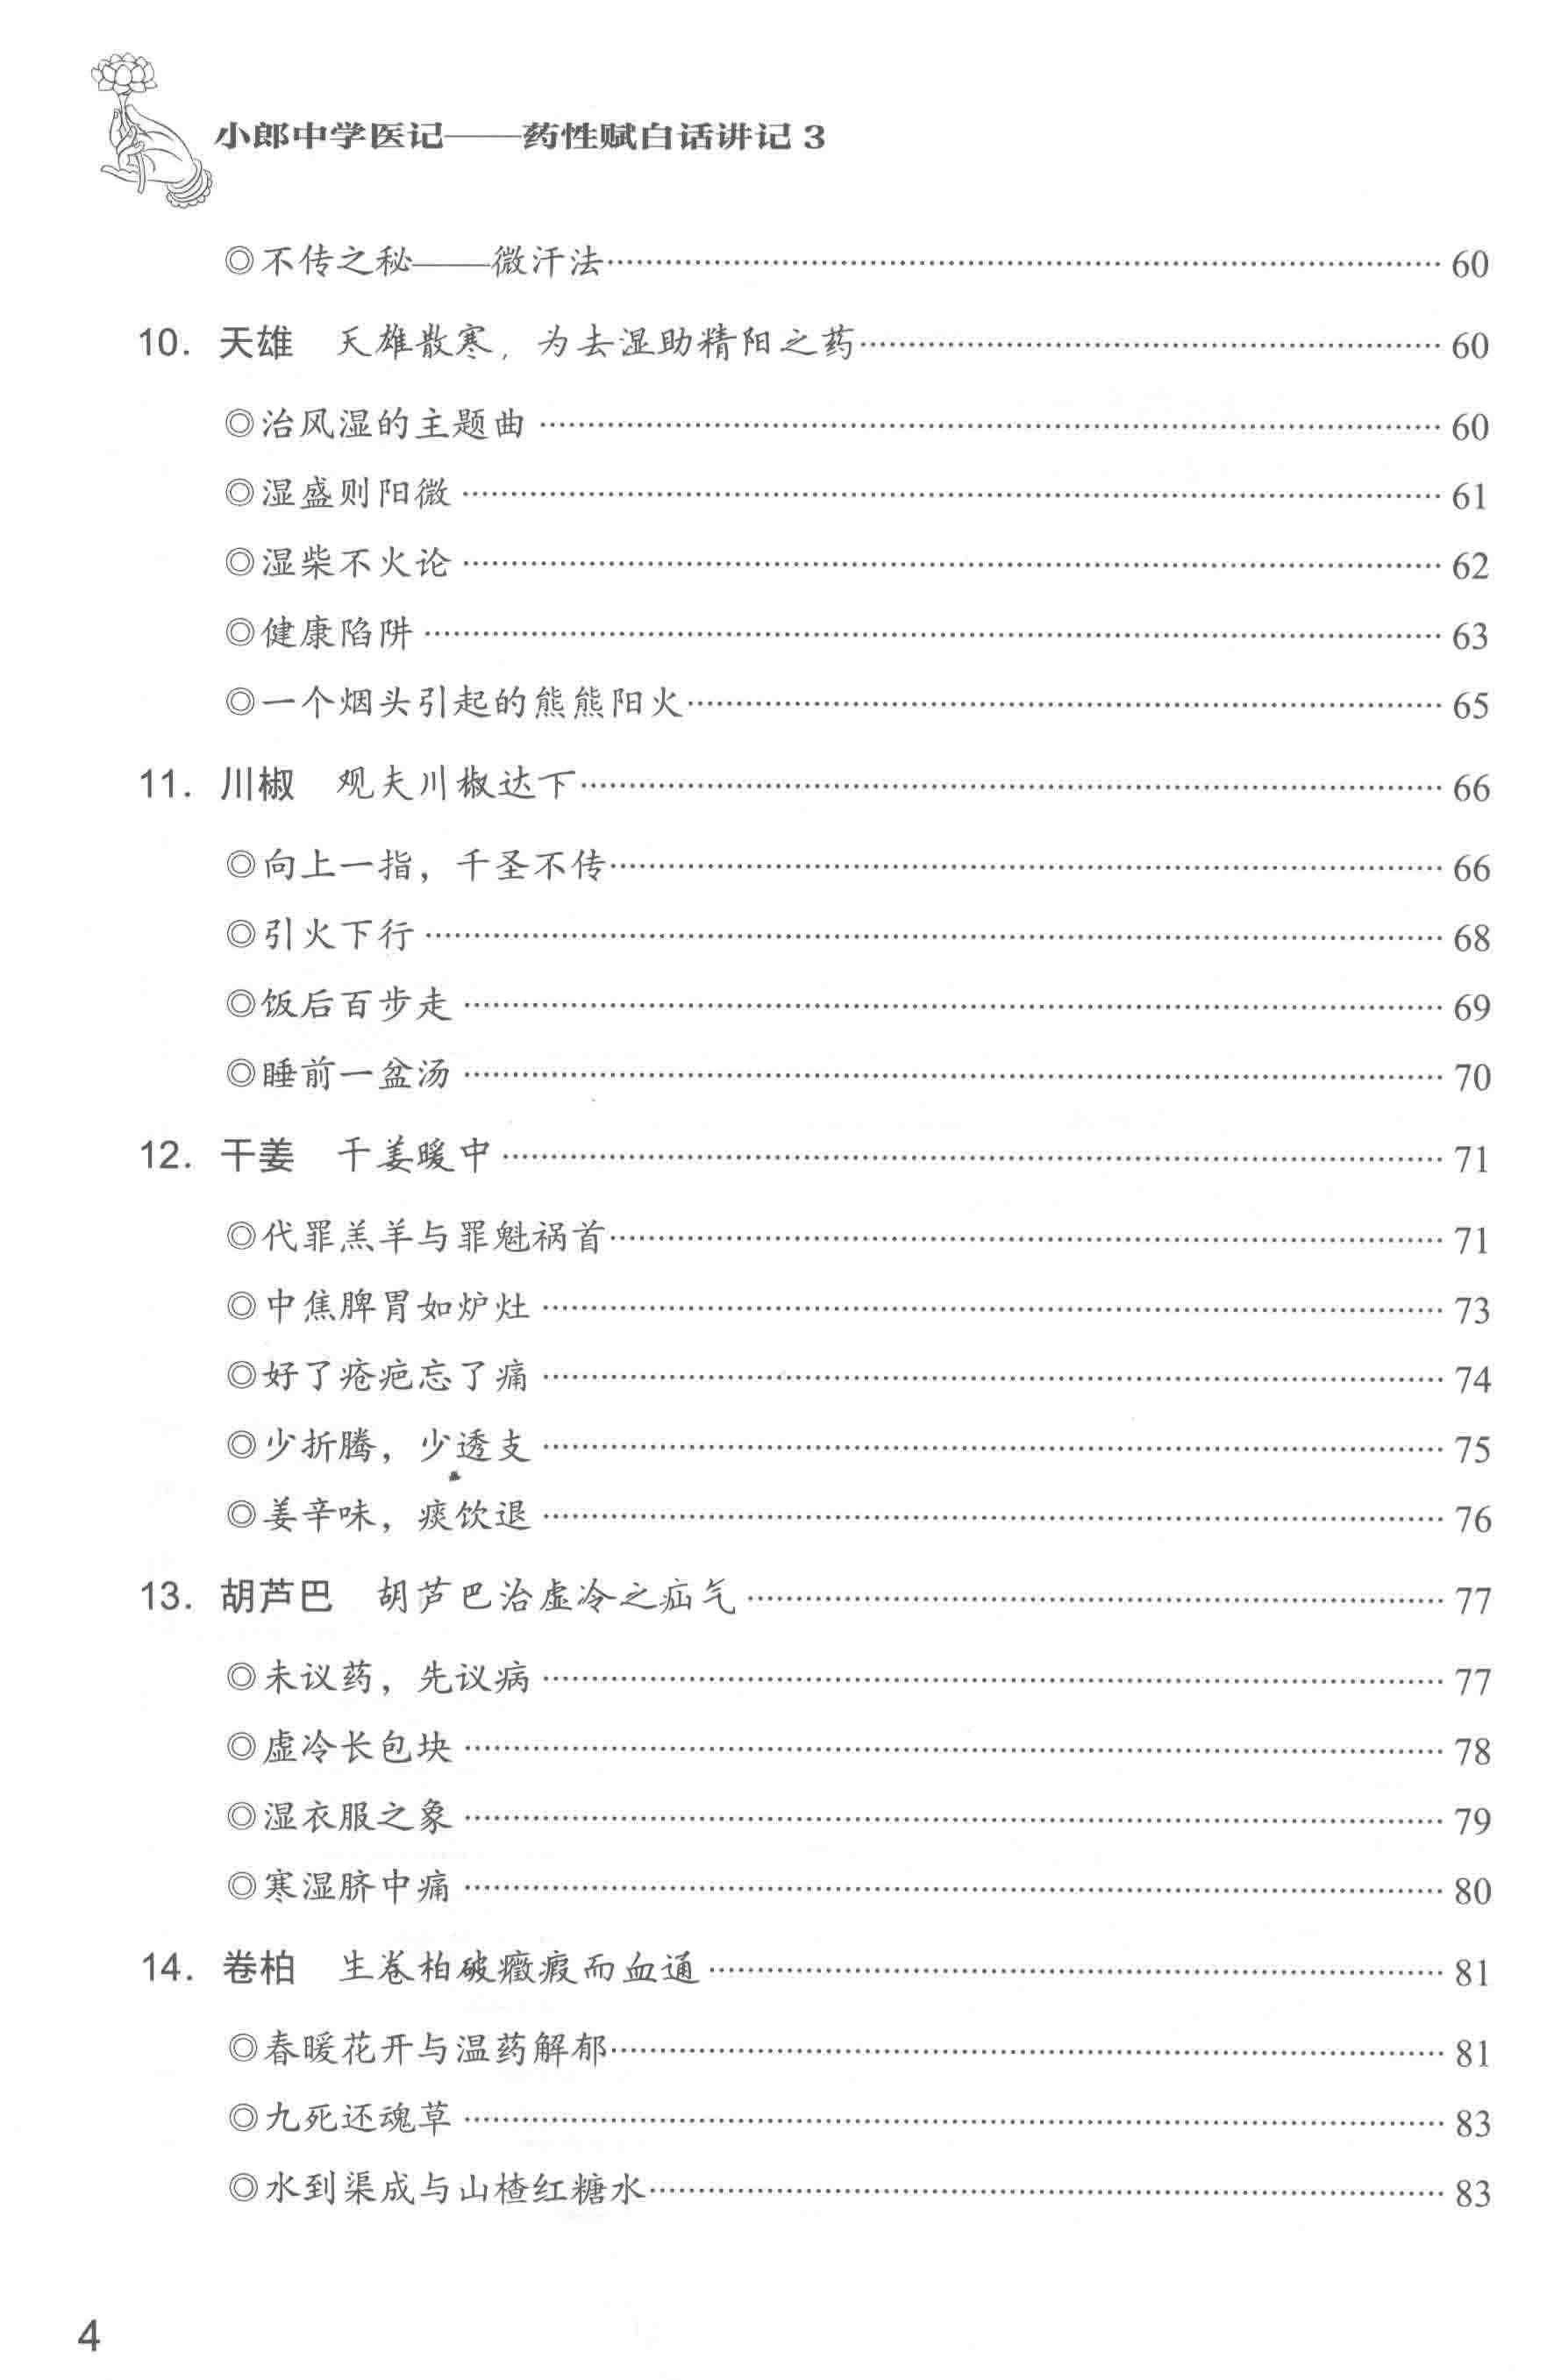 小郎中学医记——药性赋白话讲记3
◎不传之秘——微汗法…………60
10. 天雄 天雄散寒，为去湿助精阳之药…………60
◎治风湿的主题曲…………60
◎湿盛则阳微…………61
◎湿柴不火论…………62
◎健康陷阱…………63
◎一个烟头引起的熊熊阳火…………65
11. 川椒 观夫川椒达下…………66
◎向上一指，千圣不传…………66
◎引火下行…………68
◎饭后百步走…………69
◎睡前一盆汤…………70
12. 干姜 干姜暖中…………71
◎代罪羔羊与罪魁祸首…………71
◎中焦脾胃如炉灶…………73
◎好了疮疤忘了痛…………74
◎少折腾，少透支…………75
◎姜辛味，痰饮退…………76
13. 胡芦巴 胡芦巴治虚冷之疝气…………77
◎未议药，先议病…………77
◎虚冷长包块…………78
◎湿衣服之象…………79
◎寒湿脐中痛…………80
14. 卷柏 生卷柏破癥瘕而血通…………81
◎春暖花开与温药解郁…………81
◎九死还魂草…………83
◎水到渠成与山楂红糖水…………83
4